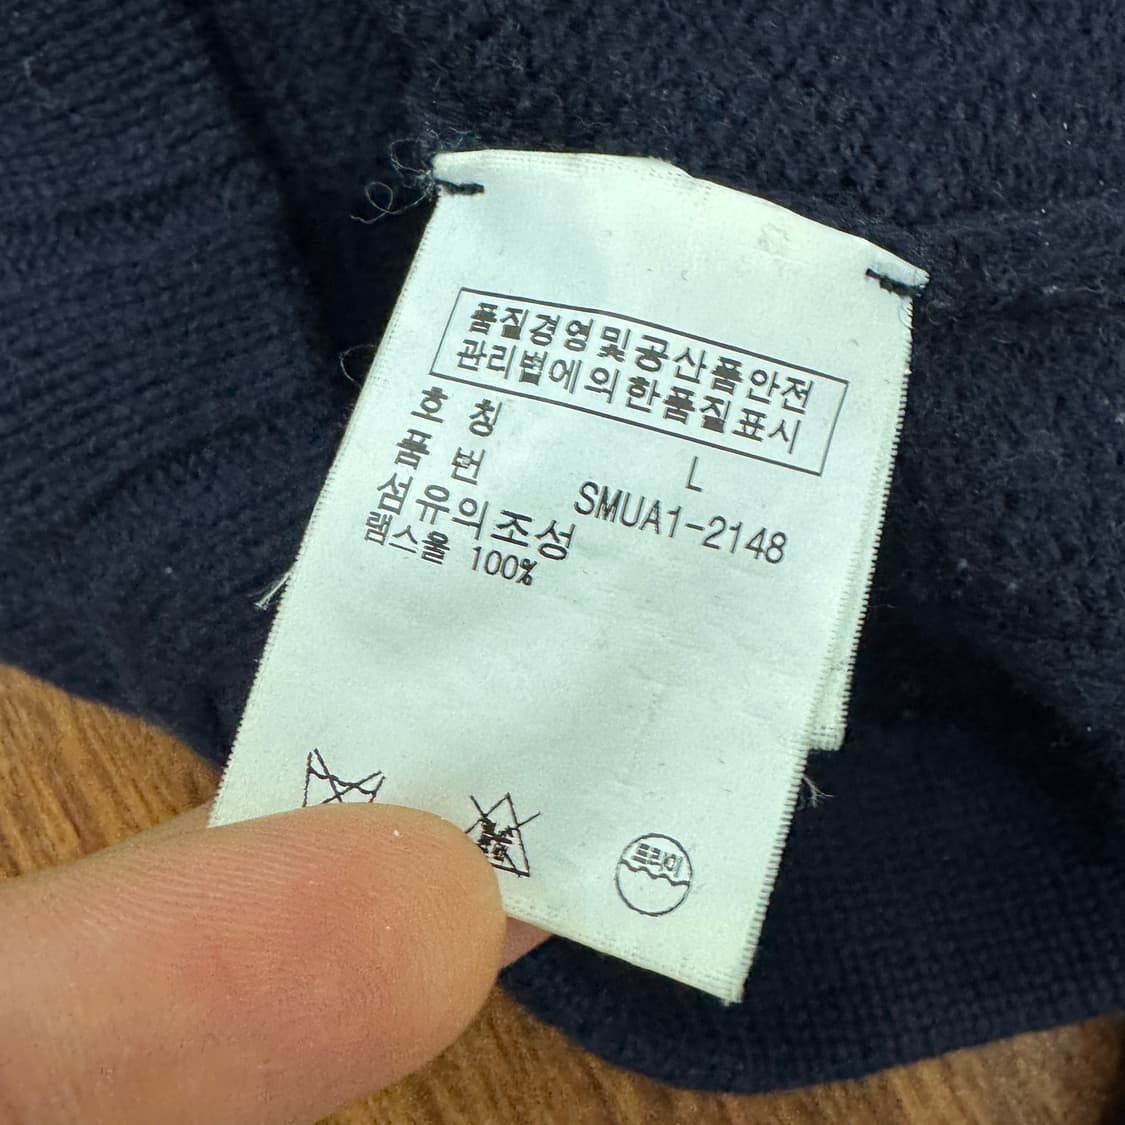 품질경영및공산품안전
관리법에의한품질표시
호 칭 L
품 번 SMUA1-2148
섬유의조성
램스울 100%
드라이